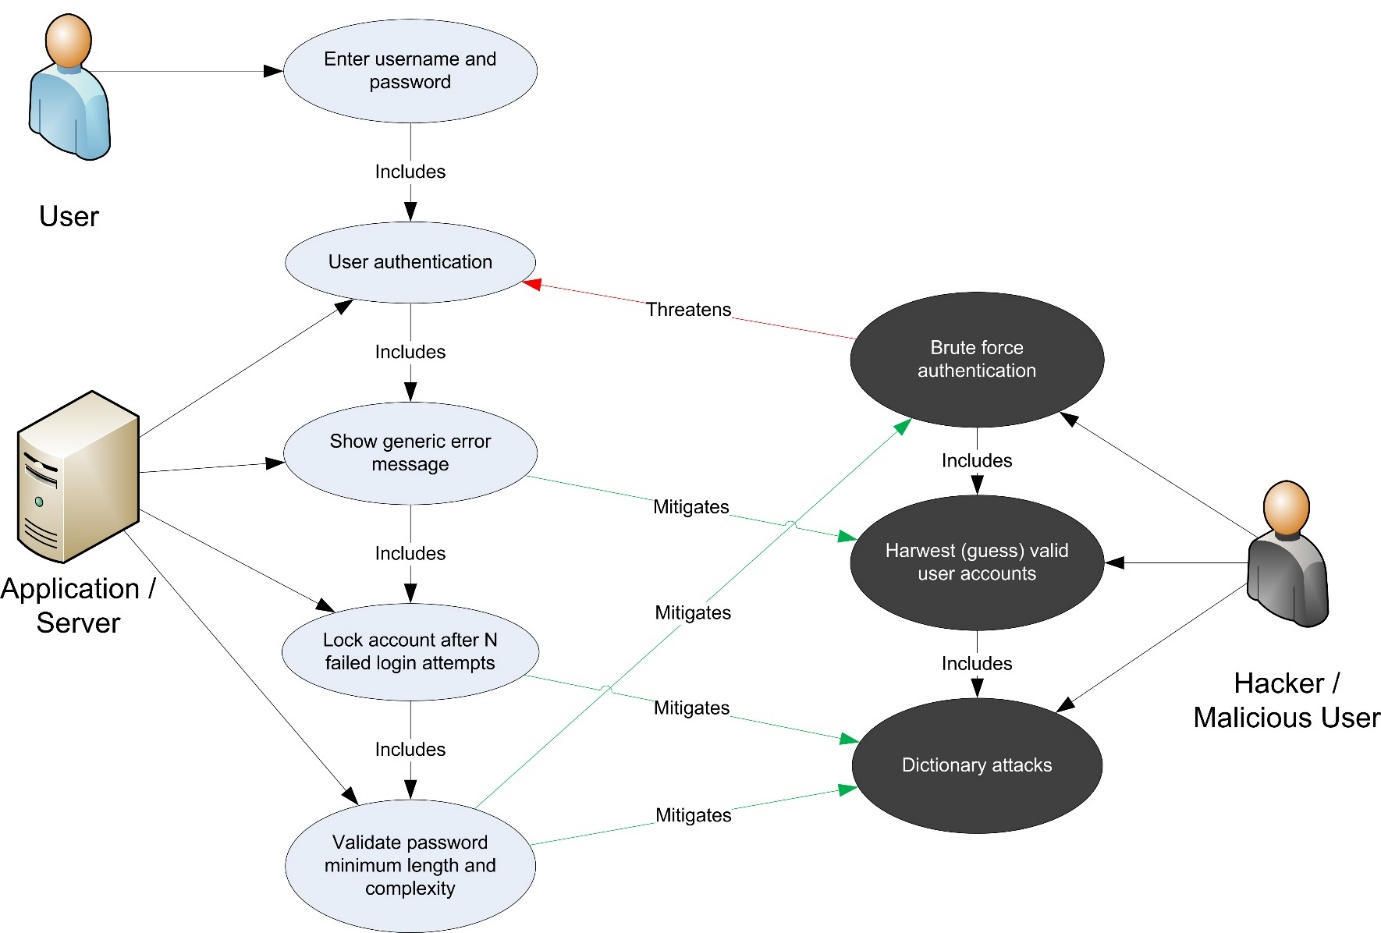 Enter username and
password
Includes
User
User authentication
Threatens
Includes
Brute force
authentication
Show generic error
message
Includes
Mitigates
Includes
Harwest (guess) valid
user accounts
Application /
Server
Mitigates
Lock account after N
failed login attempts
Includes
Hacker /
Malicious User
Mitigates
Includes
Dictionary attacks
Mitigates
Validate password
minimum length and
complexity